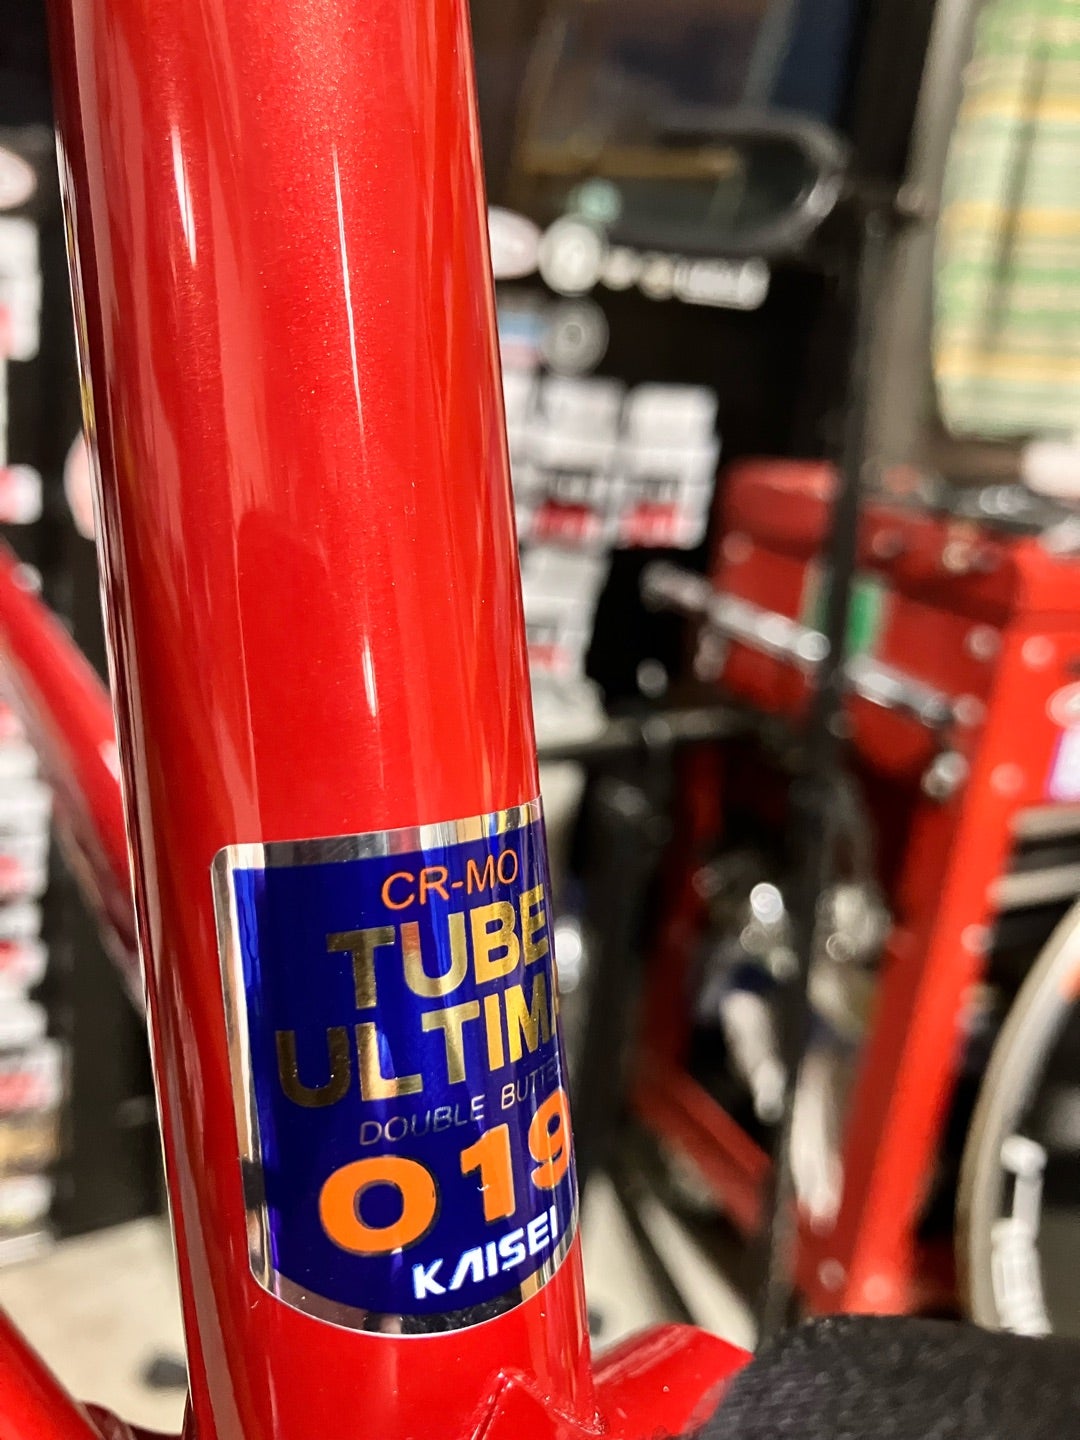 CR-MO
TUBE
ULTIM
DOUBLE BUTTE
019
KAISEI